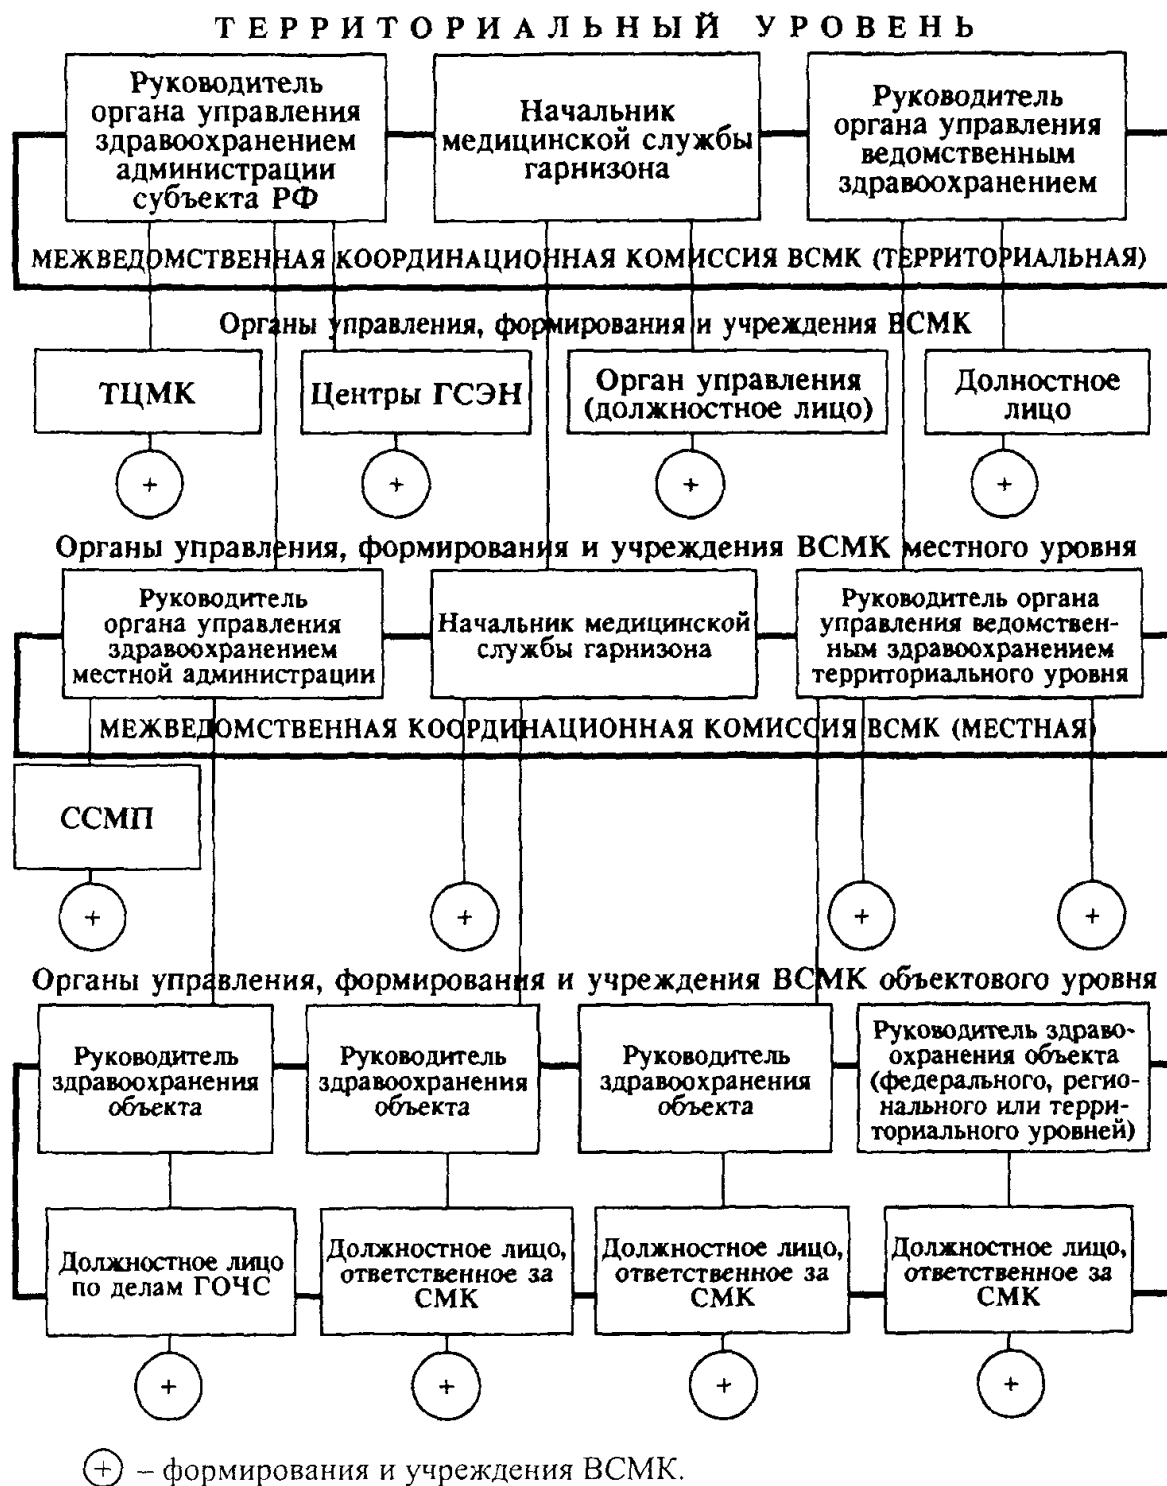 ТЕРРИТОРИАЛЬНЫЙ УРОВЕНЬ
Руководитель
органа управления
здравоохранением
администрации
субъекта РФ
Начальник
медицинской службы
гарнизона
Руководитель
органа управления
ведомственным
здравоохранением
МЕЖВЕДОМСТВЕННАЯ КООРДИНАЦИОННАЯ КОМИССИЯ ВСМК (ТЕРРИТОРИАЛЬНАЯ)
Органы управления, формирования и учреждения ВСМК
ТЦМК
Центры ГСЭН
Орган управления
(должностное лицо)
Долностное
лицо
+
+
+
+
Органы управления, формирования и учреждения ВСМК местного уровня
Руководитель
органа управления
здравоохранением
местной администрации
Начальник медицинской
службы гарнизона
Руководитель органа
управления ведомствен-
ным здравоохранением
территориального уровня
МЕЖВЕДОМСТВЕННАЯ КООРДИНАЦИОННАЯ КОМИССИЯ ВСМК (МЕСТНАЯ)
ССМП
+
+
+
+
Органы управления, формирования и учреждения ВСМК объектового уровня
Руководитель
здравоохранения
объекта
Руководитель
здравоохранения
объекта
Руководитель
здравоохранения
объекта
Руководитель здраво-
охранения объекта
(федерального, регио-
нального или терри-
ториального уровней)
Должностное лицо
по делам ГОЧС
Должностное лицо,
ответственное за
СМК
Должностное лицо,
ответственное за
СМК
Должностное лицо,
ответственное за
СМК
+
+
+
+
+ – формирования и учреждения ВСМК.